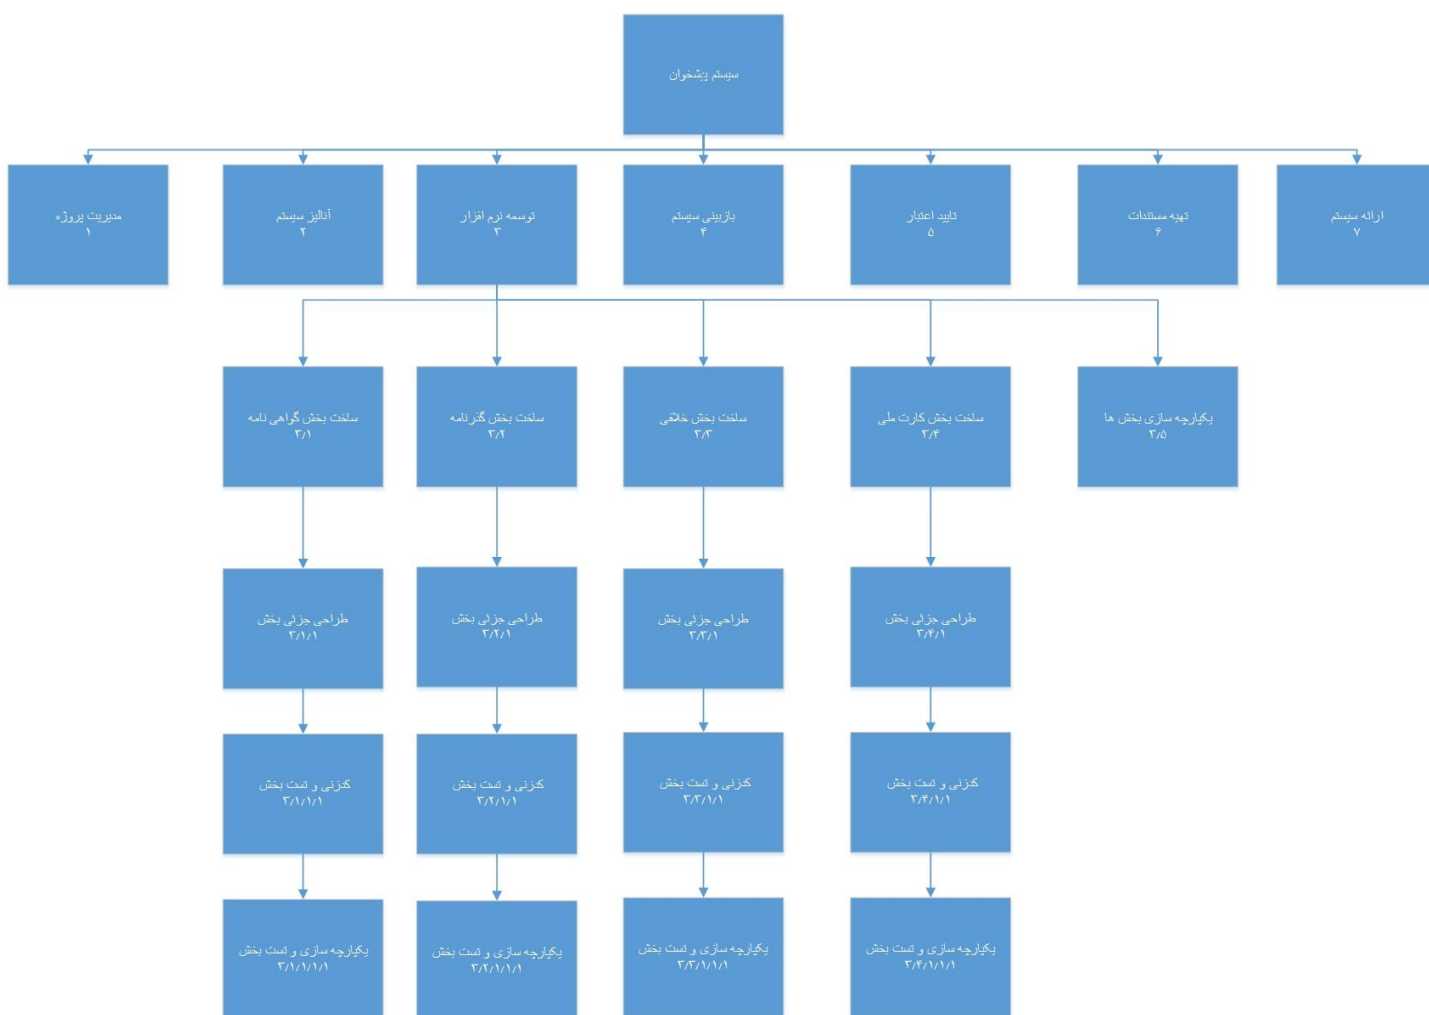 سیستم پیشخوان
مدیریت پروژه
۱
آنالیز سیستم
۲
توسعه نرم افزار
۳
بازبینی سیستم
۴
تایید اعتبار
۵
تهیه مستندات
۶
ارائه سیستم
۷
ساخت بخش گواهی نامه
۳/۱
ساخت بخش گذرنامه
۳/۲
ساخت بخش خلافی
۳/۳
ساخت بخش کارت ملی
۳/۴
یکپارچه سازی بخش ها
۳/۵
طراحی جزئی بخش
۳/۱/۱
طراحی جزئی بخش
۳/۲/۱
طراحی جزئی بخش
۳/۳/۱
طراحی جزئی بخش
۳/۴/۱
کدزنی و تست بخش
۳/۱/۱/۱
کدزنی و تست بخش
۳/۲/۱/۱
کدزنی و تست بخش
۳/۳/۱/۱
کدزنی و تست بخش
۳/۴/۱/۱
یکپارچه سازی و تست بخش
۳/۱/۱/۱/۱
یکپارچه سازی و تست بخش
۳/۲/۱/۱/۱
یکپارچه سازی و تست بخش
۳/۳/۱/۱/۱
یکپارچه سازی و تست بخش
۳/۴/۱/۱/۱